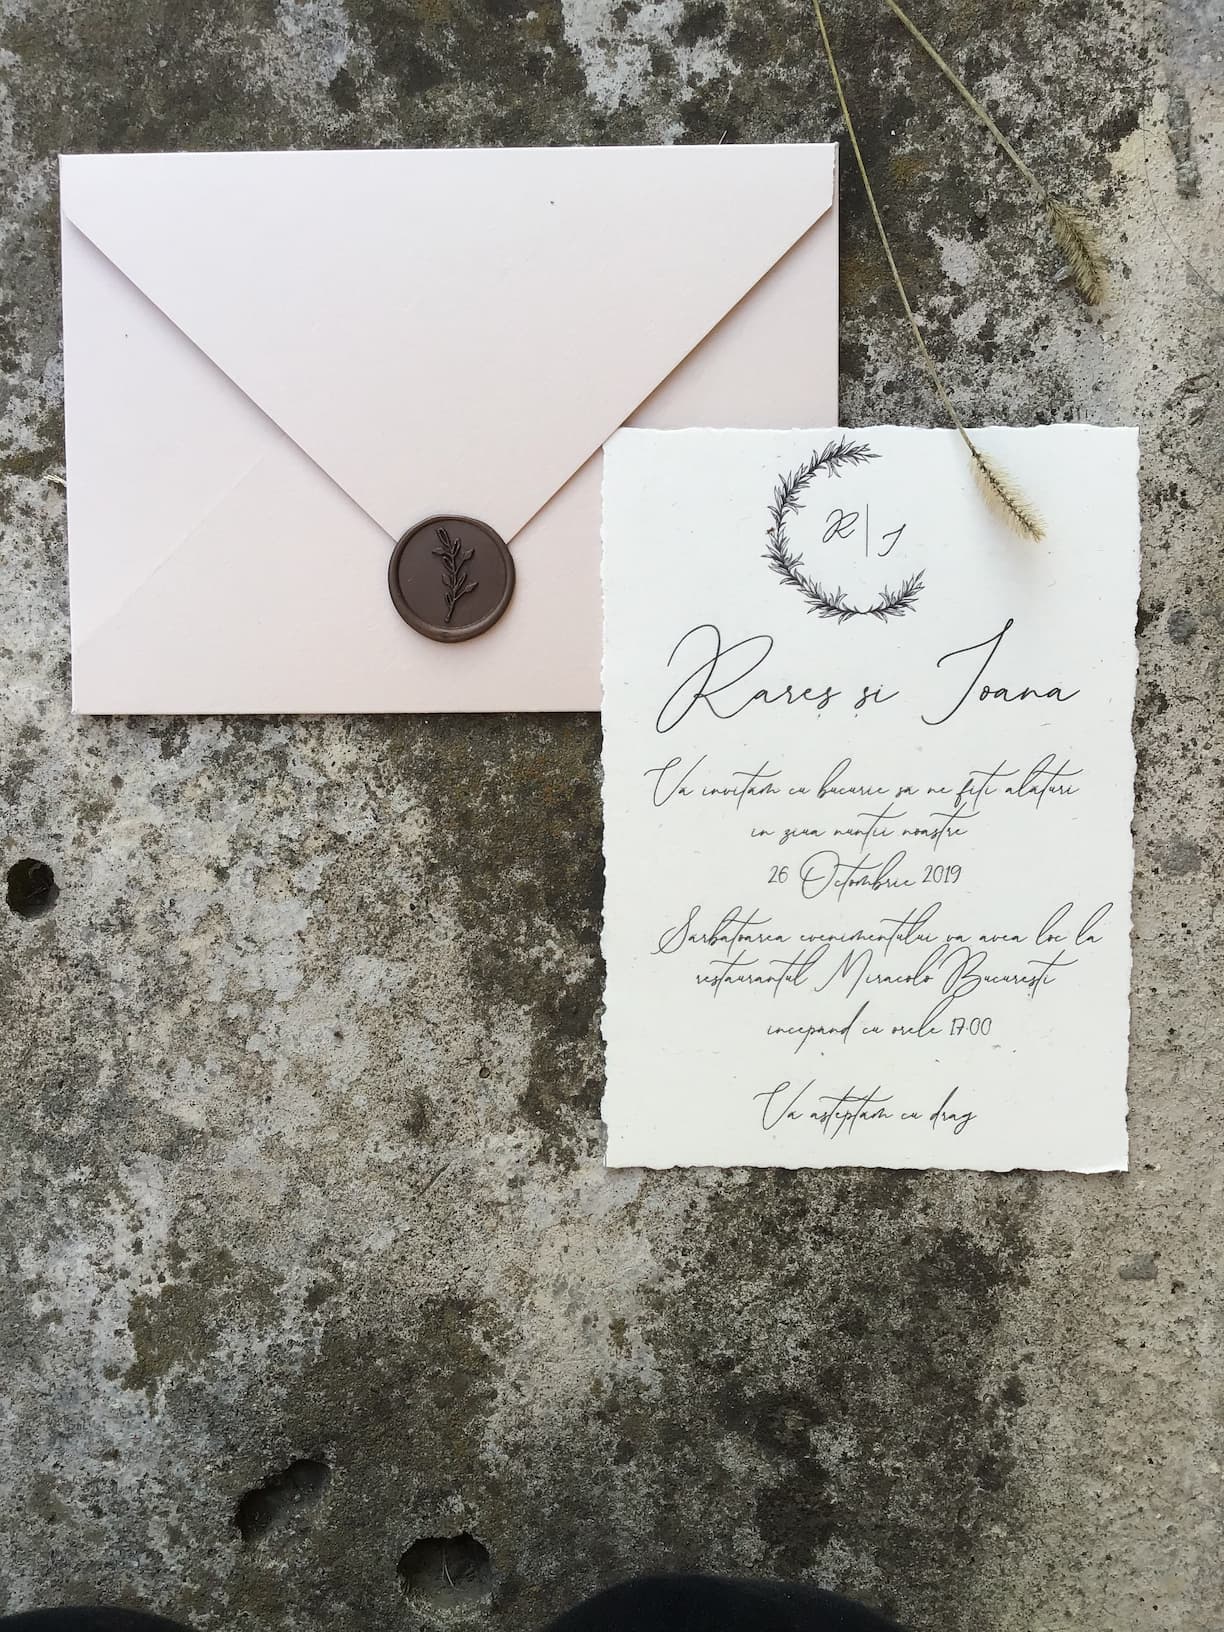 R | I
Rareș și Ioana
Va invitam cu bucurie sa ne fiti alaturi
in ziua nuntii noastre
26 Octombrie 2019
Sarbatoarea evenimentului va avea loc la
restaurantul Miracolo București
incepand cu orele 17:00
Va asteptam cu drag